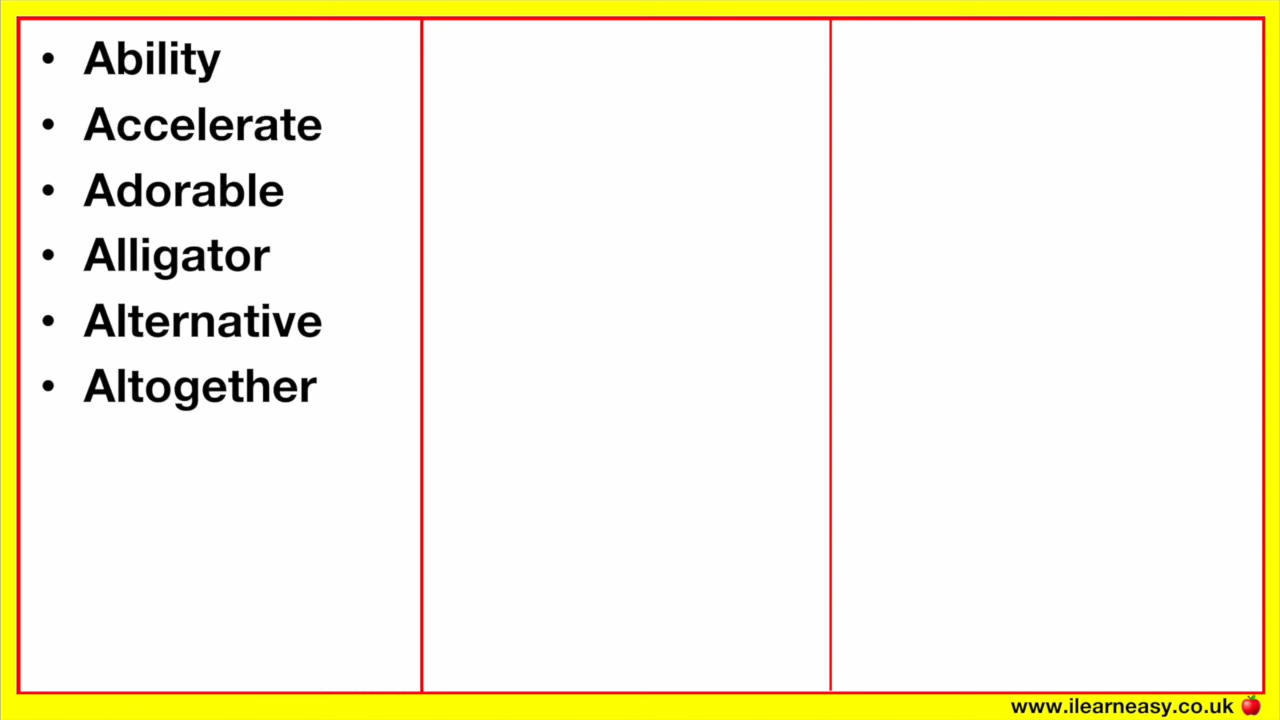 • Ability
• Accelerate
• Adorable
• Alligator
• Alternative
• Altogether
www.ilearneasy.co.uk